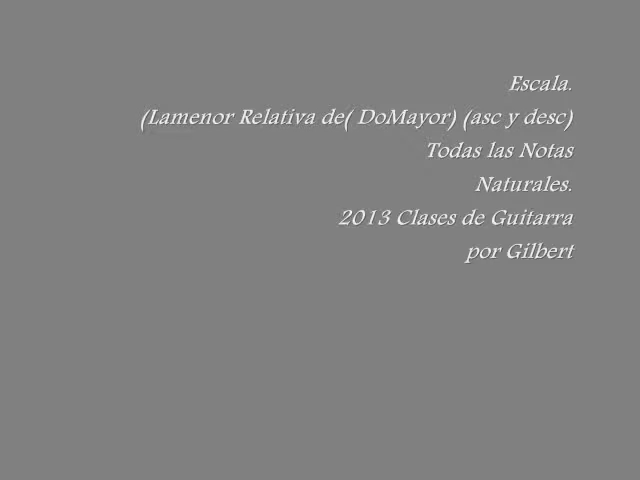 Escala.
(Lamenor Relativa de( DoMayor) (asc y desc)
Todas las Notas
Naturales.
2013 Clases de Guitarra
por Gilbert